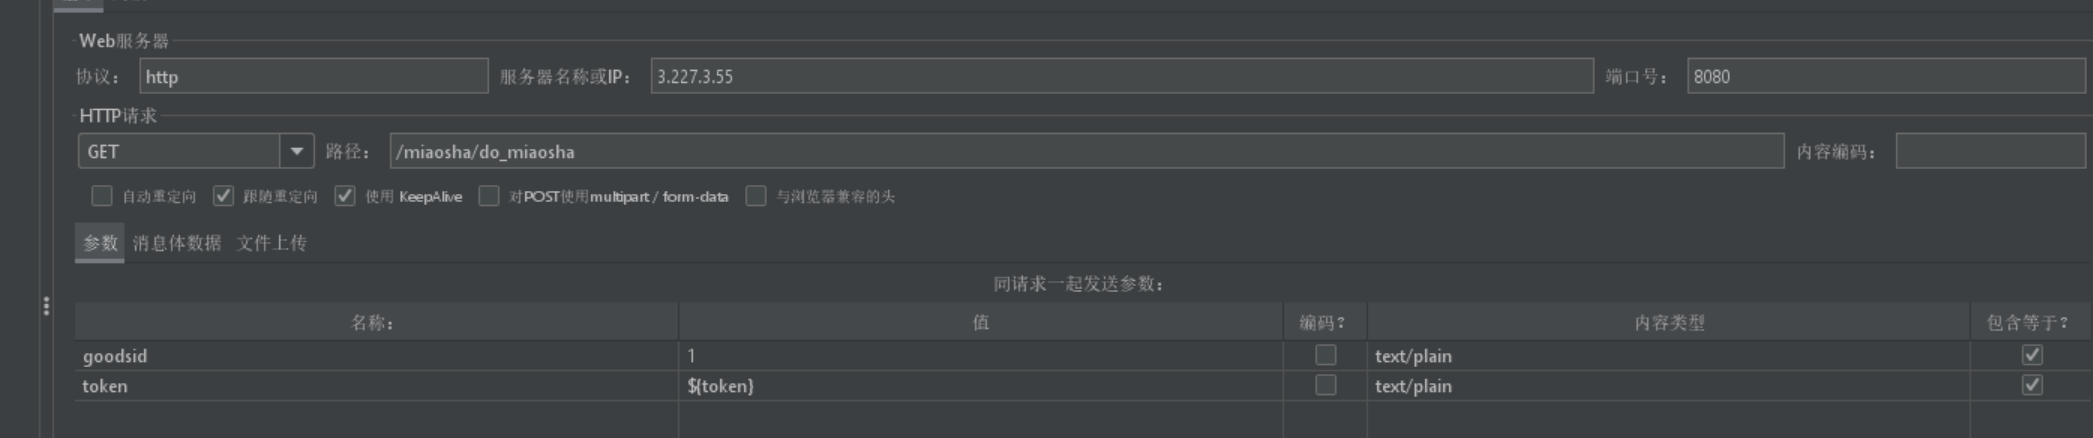 Web服务器
协议： http 服务器名称或IP： 3.227.3.55 端口号： 8080
HTTP请求
GET 路径： /miaosha/do_miaosha 内容编码：
自动重定向 跟随重定向 使用 KeepAlive 对POST使用multipart / form-data 与浏览器兼容的头
参数 消息体数据 文件上传
同请求一起发送参数：
名称： 值 编码？ 内容类型 包含等于？
goodsid 1 text/plain
token ${token} text/plain